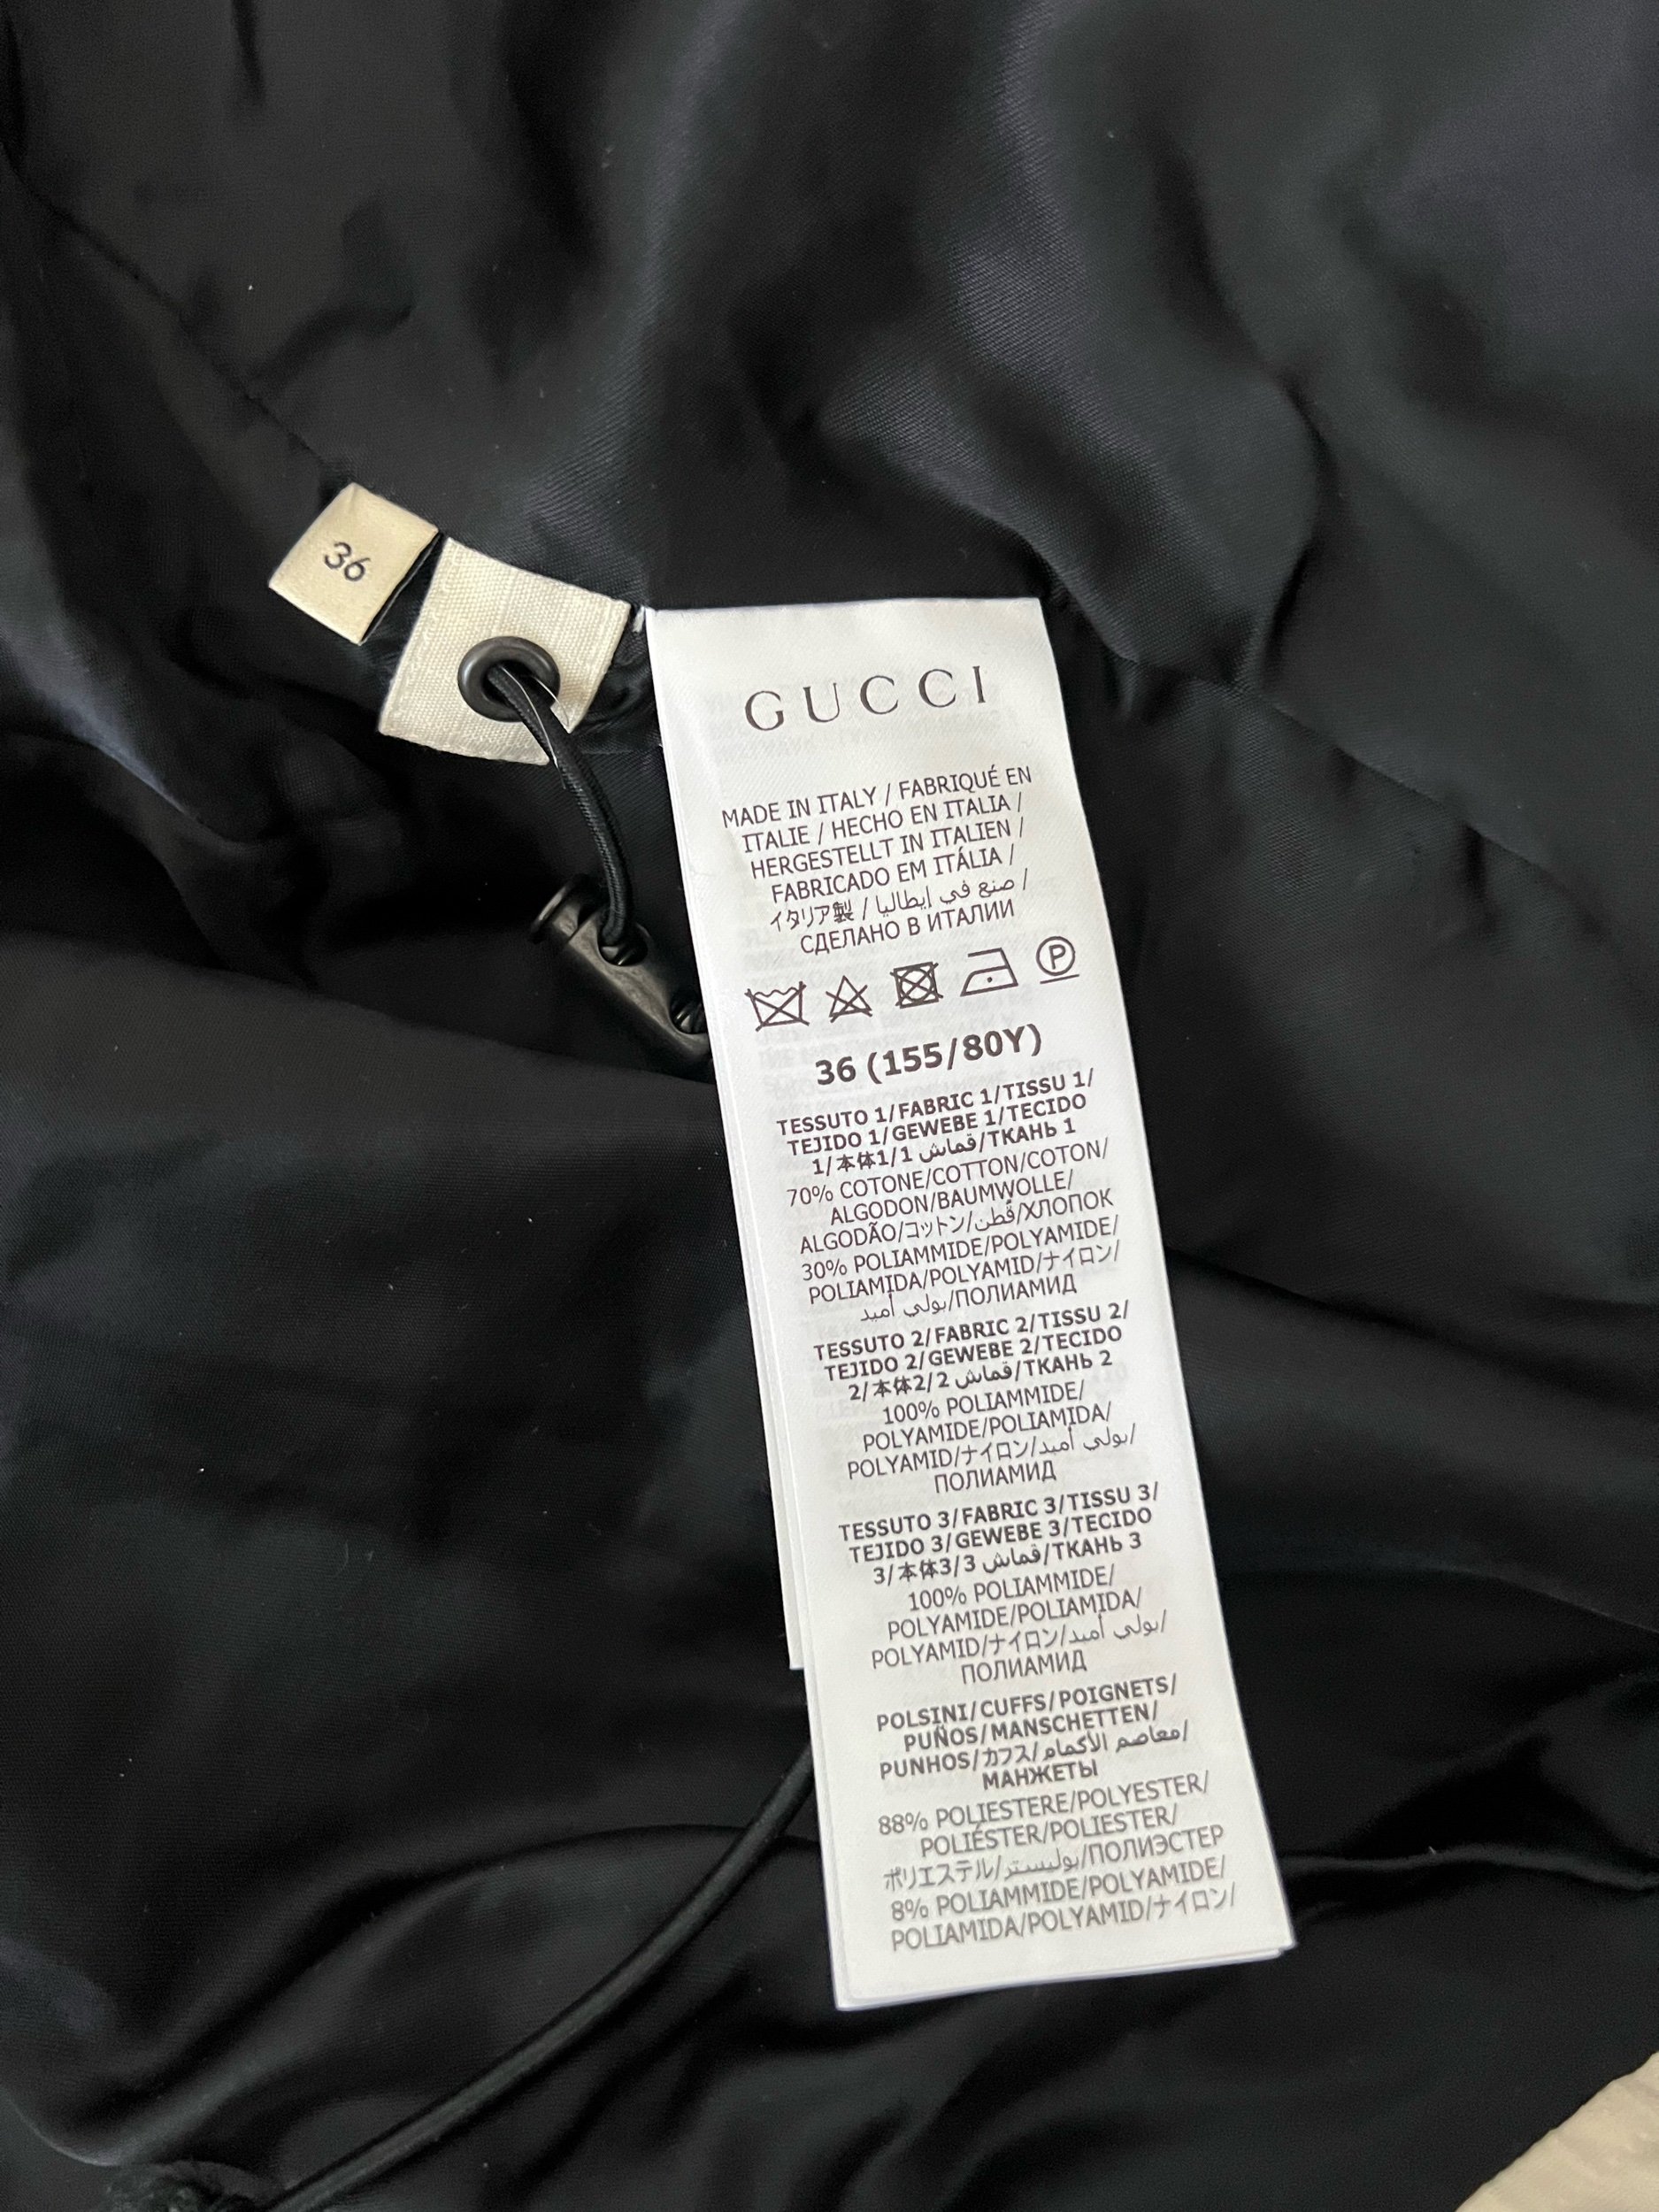 36
GUCCI
MADE IN ITALY / FABRIQUÉ EN
ITALIE / HECHO EN ITALIA /
HERGESTELLT IN ITALIEN /
FABRICADO EM ITÁLIA /
イタリア製 / صنع في إيطاليا /
СДЕЛАНО В ИТАЛИИ
P
36 (155/80Y)
TESSUTO 1/FABRIC 1/TISSU 1/
TEJIDO 1/GEWEBE 1/TECIDO
1/本体1/1 قماش/ТКАНЬ 1
70% COTONE/COTTON/COTON/
ALGODON/BAUMWOLLE/
ALGODÃO/コットン/قطن/ХЛОПОК
30% POLIAMMIDE/POLYAMIDE/
POLIAMIDA/POLYAMID/ナイロン/
بولي أميد/ПОЛИАМИД
TESSUTO 2/FABRIC 2/TISSU 2/
TEJIDO 2/GEWEBE 2/TECIDO
2/本体2/2 قماش/ТКАНЬ 2
100% POLIAMMIDE/
POLYAMIDE/POLIAMIDA/
POLYAMID/ナイロン/بولي أميد/
ПОЛИАМИД
TESSUTO 3/FABRIC 3/TISSU 3/
TEJIDO 3/GEWEBE 3/TECIDO
3/本体3/3 قماش/ТКАНЬ 3
100% POLIAMMIDE/
POLYAMIDE/POLIAMIDA/
POLYAMID/ナイロン/بولي أميد/
ПОЛИАМИД
POLSINI/CUFFS/POIGNETS/
PUÑOS/MANSCHETTEN/
PUNHOS/カフス/معاصم الأكمام/
МАНЖЕТЫ
88% POLIESTERE/POLYESTER/
POLIÉSTER/POLIESTER/
ポリエステル/بوليستر/ПОЛИЭСТЕР
8% POLIAMMIDE/POLYAMIDE/
POLIAMIDA/POLYAMID/ナイロン/